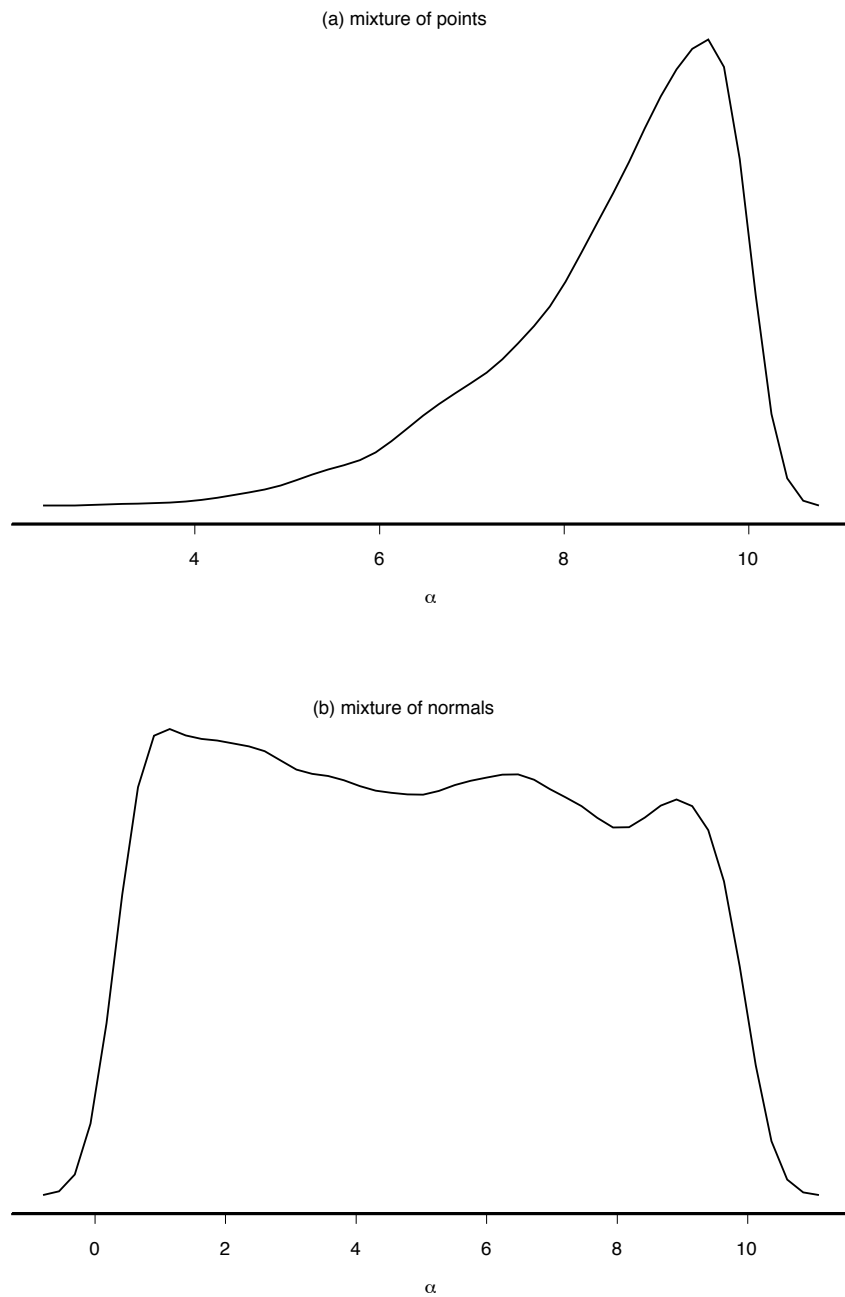 (a) mixture of points
4 6 8 10
α
(b) mixture of normals
0 2 4 6 8 10
α